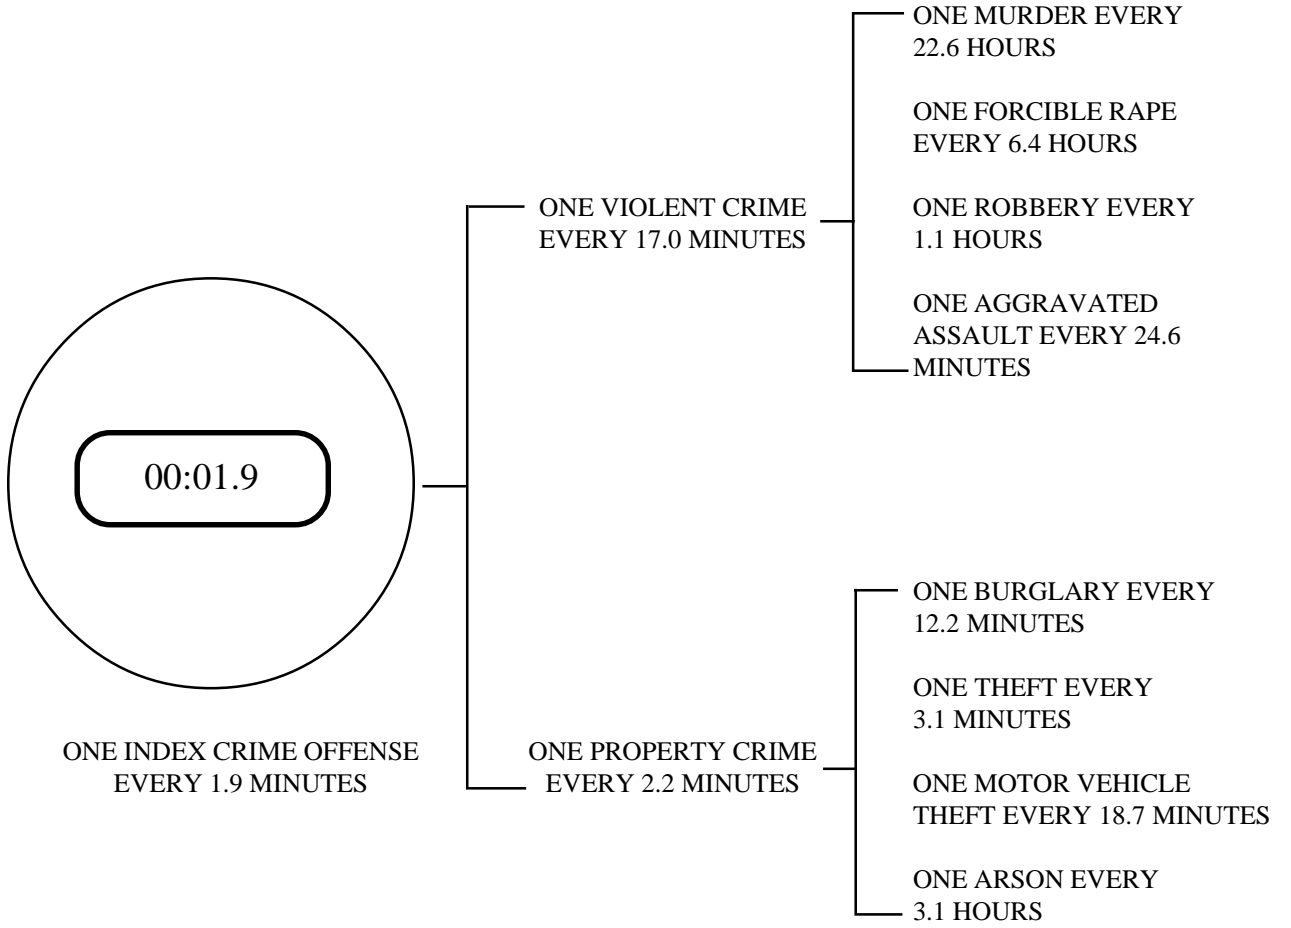 00:01.9
ONE INDEX CRIME OFFENSE
EVERY 1.9 MINUTES
ONE VIOLENT CRIME
EVERY 17.0 MINUTES
ONE MURDER EVERY
22.6 HOURS
ONE FORCIBLE RAPE
EVERY 6.4 HOURS
ONE ROBBERY EVERY
1.1 HOURS
ONE AGGRAVATED
ASSAULT EVERY 24.6
MINUTES
ONE PROPERTY CRIME
EVERY 2.2 MINUTES
ONE BURGLARY EVERY
12.2 MINUTES
ONE THEFT EVERY
3.1 MINUTES
ONE MOTOR VEHICLE
THEFT EVERY 18.7 MINUTES
ONE ARSON EVERY
3.1 HOURS